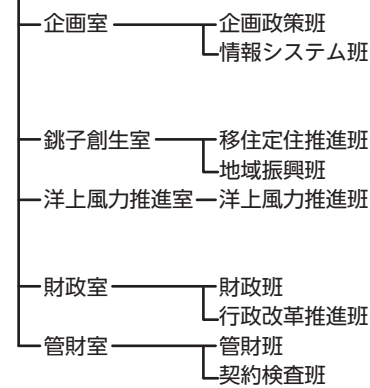 企画室 企画政策班
情報システム班
銚子創生室 移住定住推進班
地域振興班
洋上風力推進室 洋上風力推進班
財政室 財政班
行政改革推進班
管財室 管財班
契約検査班